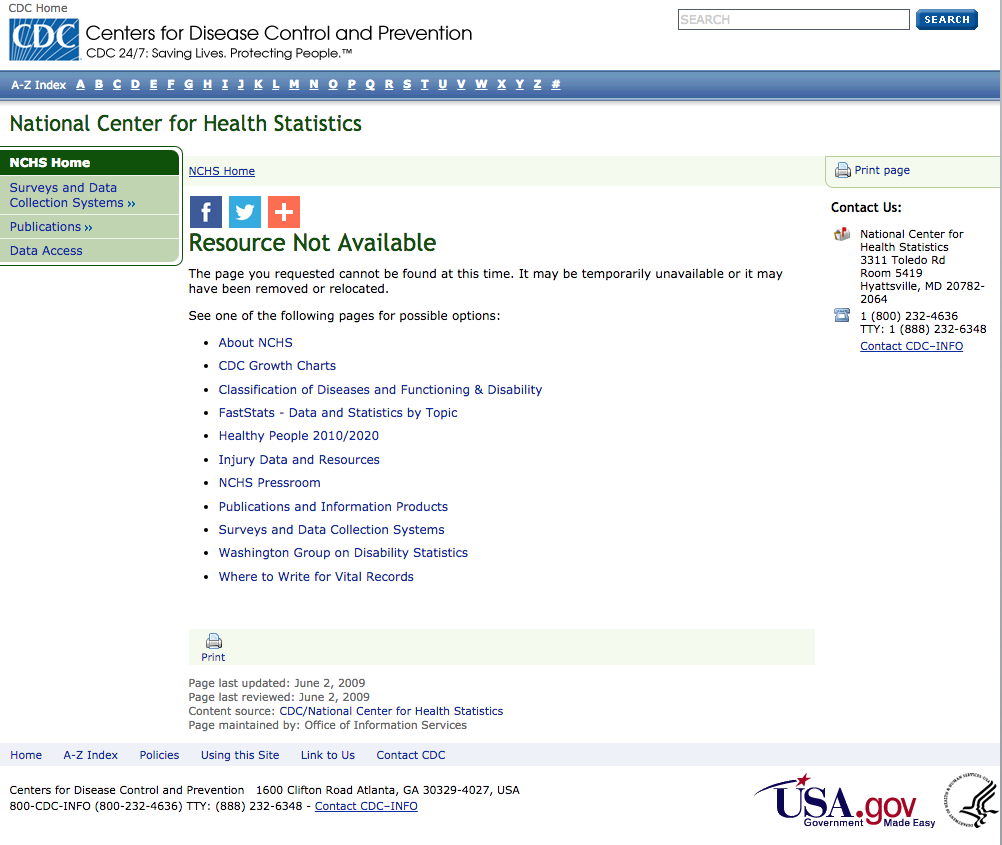 CDC Home
CDC
Centers for Disease Control and Prevention
CDC 24/7: Saving Lives. Protecting People.™
SEARCH
SEARCH
A-Z Index A B C D E F G H I J K L M N O P Q R S T U V W X Y Z #
National Center for Health Statistics
NCHS Home
Surveys and Data
Collection Systems »
Publications »
Data Access
NCHS Home
f
Resource Not Available
The page you requested cannot be found at this time. It may be temporarily unavailable or it may
have been removed or relocated.
See one of the following pages for possible options:
• About NCHS
• CDC Growth Charts
• Classification of Diseases and Functioning & Disability
• FastStats - Data and Statistics by Topic
• Healthy People 2010/2020
• Injury Data and Resources
• NCHS Pressroom
• Publications and Information Products
• Surveys and Data Collection Systems
• Washington Group on Disability Statistics
• Where to Write for Vital Records
Print page
Contact Us:
National Center for
Health Statistics
3311 Toledo Rd
Room 5419
Hyattsville, MD 20782-
2064
1 (800) 232-4636
TTY: 1 (888) 232-6348
Contact CDC–INFO
Print
Page last updated: June 2, 2009
Page last reviewed: June 2, 2009
Content source: CDC/National Center for Health Statistics
Page maintained by: Office of Information Services
Home A-Z Index Policies Using this Site Link to Us Contact CDC
Centers for Disease Control and Prevention 1600 Clifton Road Atlanta, GA 30329-4027, USA
800-CDC-INFO (800-232-4636) TTY: (888) 232-6348 - Contact CDC–INFO
USA.gov
Government Made Easy
DEPARTMENT OF HEALTH & HUMAN SERVICES·USA